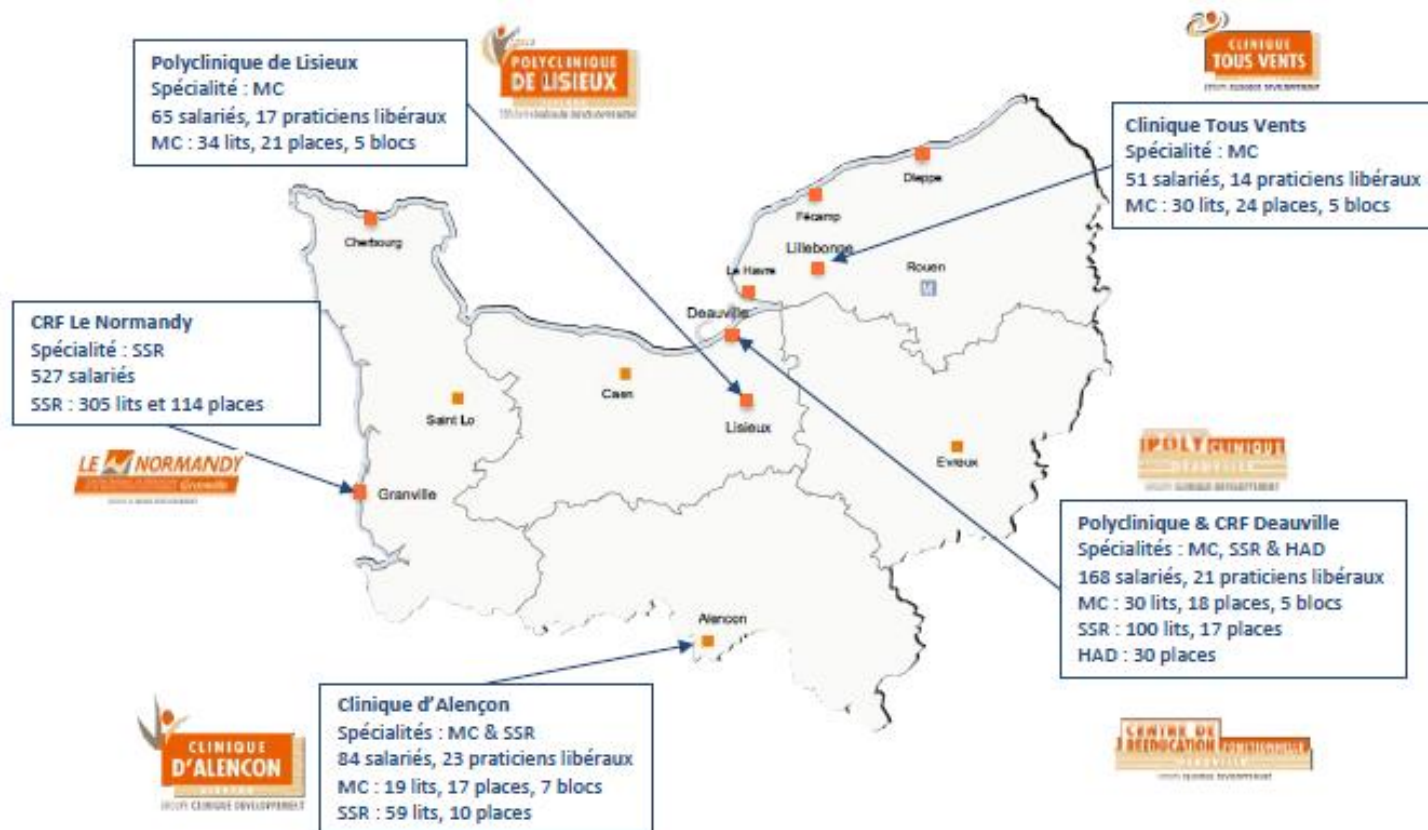 Polyclinique de Lisieux
Spécialité : MC
65 salariés, 17 praticiens libéraux
MC : 34 lits, 21 places, 5 blocs
POLYCLINIQUE
DE LISIEUX
CLINIQUE
TOUS VENTS
Clinique Tous Vents
Spécialité : MC
51 salariés, 14 praticiens libéraux
MC : 30 lits, 24 places, 5 blocs
Dieppe
Fécamp
Cherbourg
Lillebonne
Le Havre
Rouen
Deauville
CRF Le Normandy
Spécialité : SSR
527 salariés
SSR : 305 lits et 114 places
Caen
Saint Lo
Lisieux
Evreux
LE NORMANDY
Granville
Granville
POLYCLINIQUE
DEAUVILLE
Polyclinique & CRF Deauville
Spécialités : MC, SSR & HAD
168 salariés, 21 praticiens libéraux
MC : 30 lits, 18 places, 5 blocs
SSR : 100 lits, 17 places
HAD : 30 places
Alencon
Clinique d’Alençon
Spécialités : MC & SSR
84 salariés, 23 praticiens libéraux
MC : 19 lits, 17 places, 7 blocs
SSR : 59 lits, 10 places
CLINIQUE
D'ALENCON
GROUPE CLINIQUE DEVELOPPEMENT
CENTRE DE